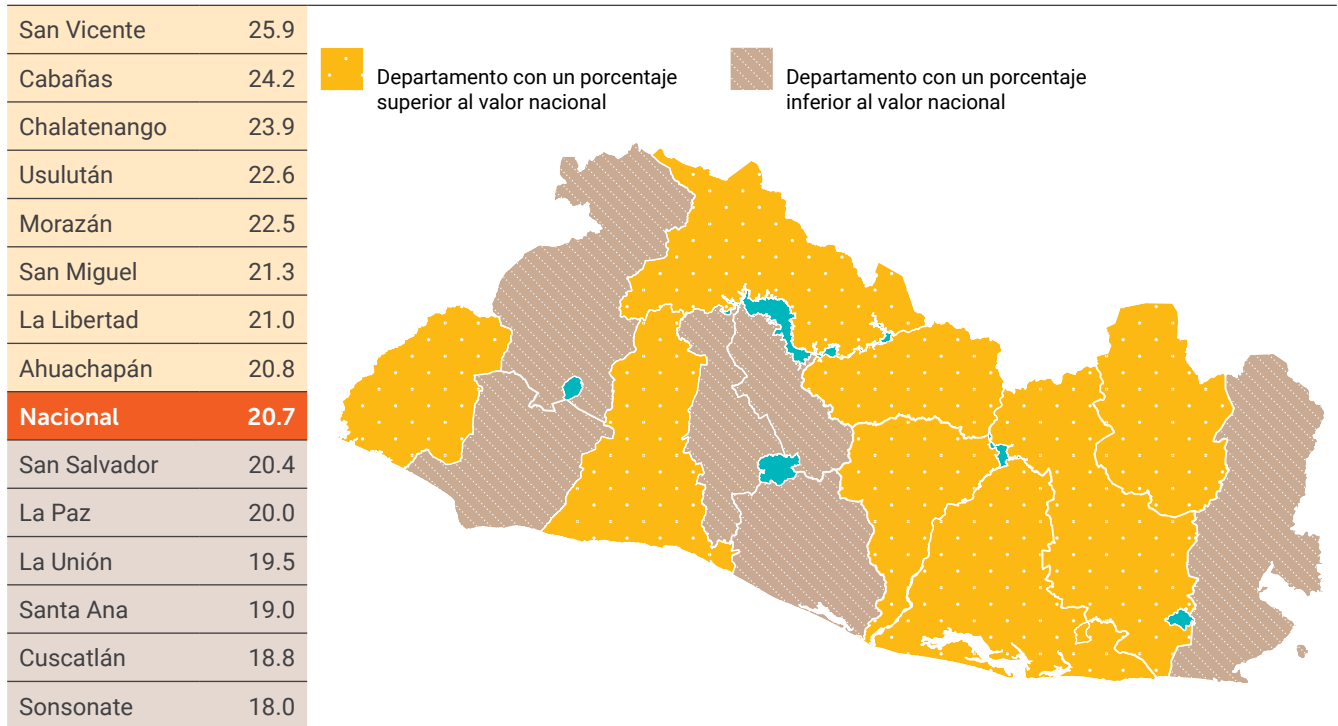 San Vicente 25.9
Cabañas 24.2
Chalatenango 23.9
Usulután 22.6
Morazán 22.5
San Miguel 21.3
La Libertad 21.0
Ahuachapán 20.8
Nacional 20.7
San Salvador 20.4
La Paz 20.0
La Unión 19.5
Santa Ana 19.0
Cuscatlán 18.8
Sonsonate 18.0
Departamento con un porcentaje
superior al valor nacional
Departamento con un porcentaje
inferior al valor nacional